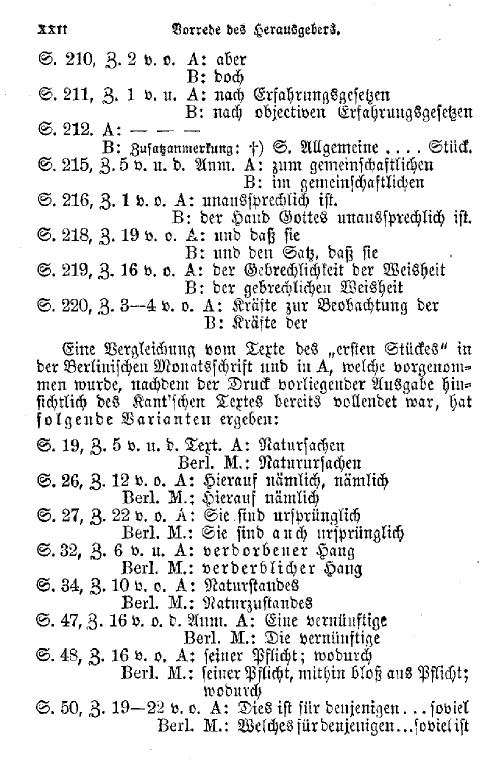 XXII Vorrede des Herausgebers.
S. 210, Z. 2 v. o. A: aber
B: doch
S. 211, Z. 1 v. u. A: nach Erfahrungsgesetzen
B: nach objectiven Erfahrungsgesetzen
S. 212. A: — — —
B: Zusatzanmerkung: †) S. Allgemeine .... Stück.
S. 215, Z. 5 v. u. d. Anm. A: zum gemeinschaftlichen
B: im gemeinschaftlichen
S. 216, Z. 1 v. o. A: unaussprechlich ist.
B: der Hand Gottes unaussprechlich ist.
S. 218, Z. 19 v. o. A: und daß sie
B: und den Satz, daß sie
S. 219, Z. 16 v. o. A: der Gebrechlichkeit der Weisheit
B: der gebrechlichen Weisheit
S. 220, Z. 3—4 v. o. A: Kräfte zur Beobachtung der
B: Kräfte der
Eine Vergleichung vom Texte des „ersten Stückes" in
der Berlinischen Monatsschrift und in A, welche vorgenom-
men wurde, nachdem der Druck vorliegender Ausgabe hin-
sichtlich des Kant'schen Textes bereits vollendet war, hat
folgende Varianten ergeben:
S. 19, Z. 5 v. u. d. Text. A: Natursachen
Berl. M.: Naturursachen
S. 26, Z. 12 v. o. A: Hierauf nämlich, nämlich
Berl. M.: Hierauf nämlich
S. 27, Z. 22 v. o. A: Sie sind ursprünglich
Berl. M.: Sie sind auch ursprünglich
S. 32, Z. 6 v. u. A: verdorbener Hang
Berl. M.: verderblicher Hang
S. 34, Z. 10 v. o. A: Naturstandes
Berl. M.: Naturzustandes
S. 47, Z. 16 v. o. d. Anm. A: Eine vernünftige
Berl. M.: Die vernünftige
S. 48, Z. 16 v. o. A: seiner Pflicht; wodurch
Berl. M.: seiner Pflicht, mithin bloß aus Pflicht;
wodurch
S. 50, Z. 19—22 v. o. A: Dies ist für denjenigen...soviel
Berl. M.: Welches für denjenigen...soviel ist